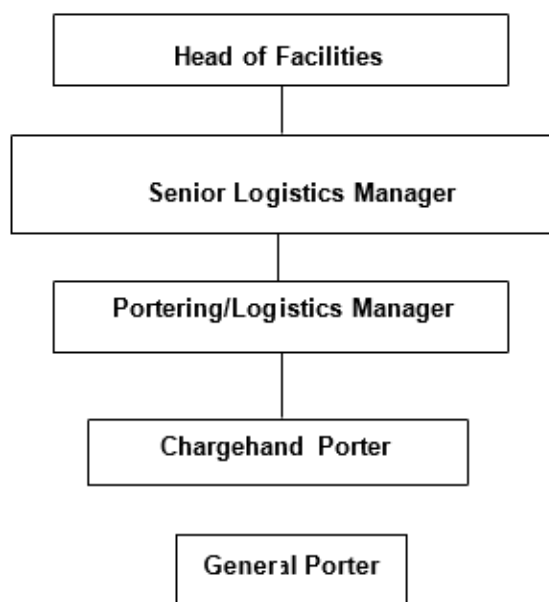 Head of Facilities
Senior Logistics Manager
Portering/Logistics Manager
Chargehand Porter
General Porter